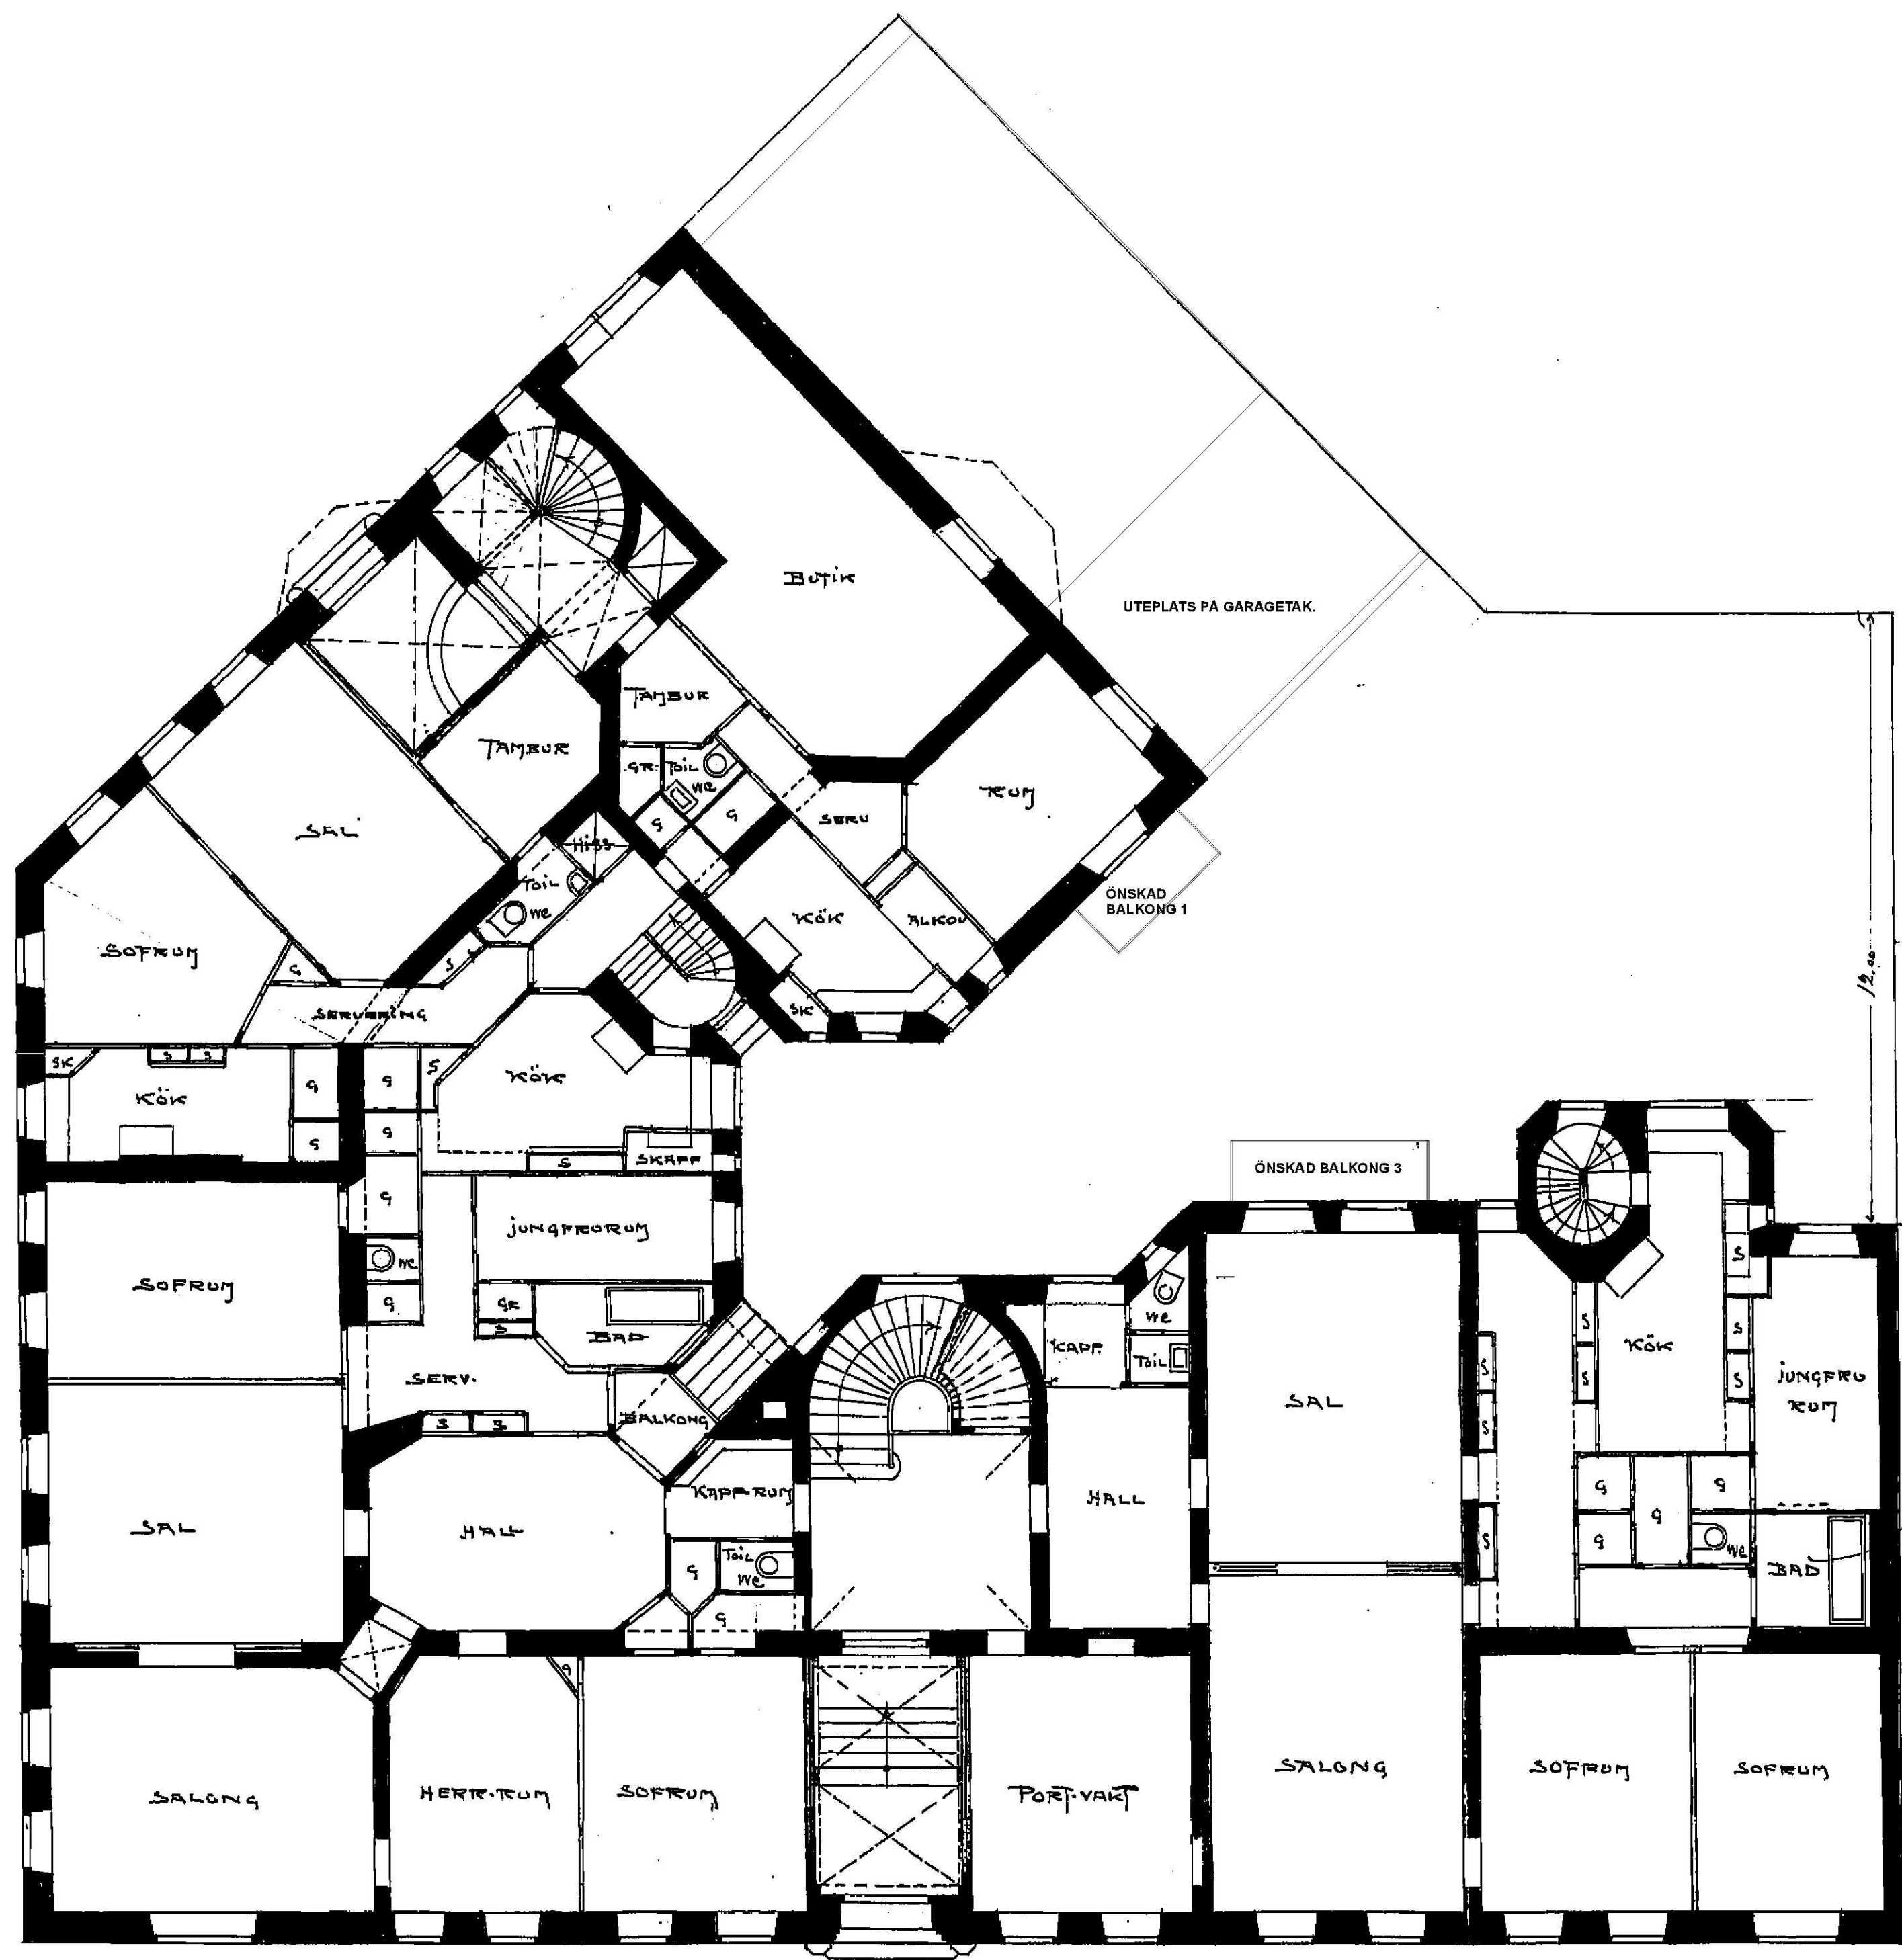 BUTIK
UTEPLATS PÅ GARAGETAK.
TAMBUR
TAMBUR
GR.
TOIL
WC
G
G
SERV
RUM
SAL
HISS
TOIL
WC
KÖK
ALKOV
ÖNSKAD
BALKONG 1
SOFRUM
G
S
SERVERING
SK
12.00
SK
S
S
KÖK
G
G
G
S
KÖK
G
S
SKAFF
G
JUNGFRURUM
WC
G
GR
S
BAD
SOFRUM
SERV.
S
S
BALKONG
ÖNSKAD BALKONG 3
KAPP.
WC
TOIL
SAL
S
S
S
S
S
KÖK
S
S
S
JUNGFRU
RUM
SAL
HALL
KAPPRUM
HALL
G
TOIL
WC
G
G
G
G
G
WC
BAD
G
SALONG
HERR.RUM
SOFRUM
PORT.VAKT
SALONG
SOFRUM
SOFRUM